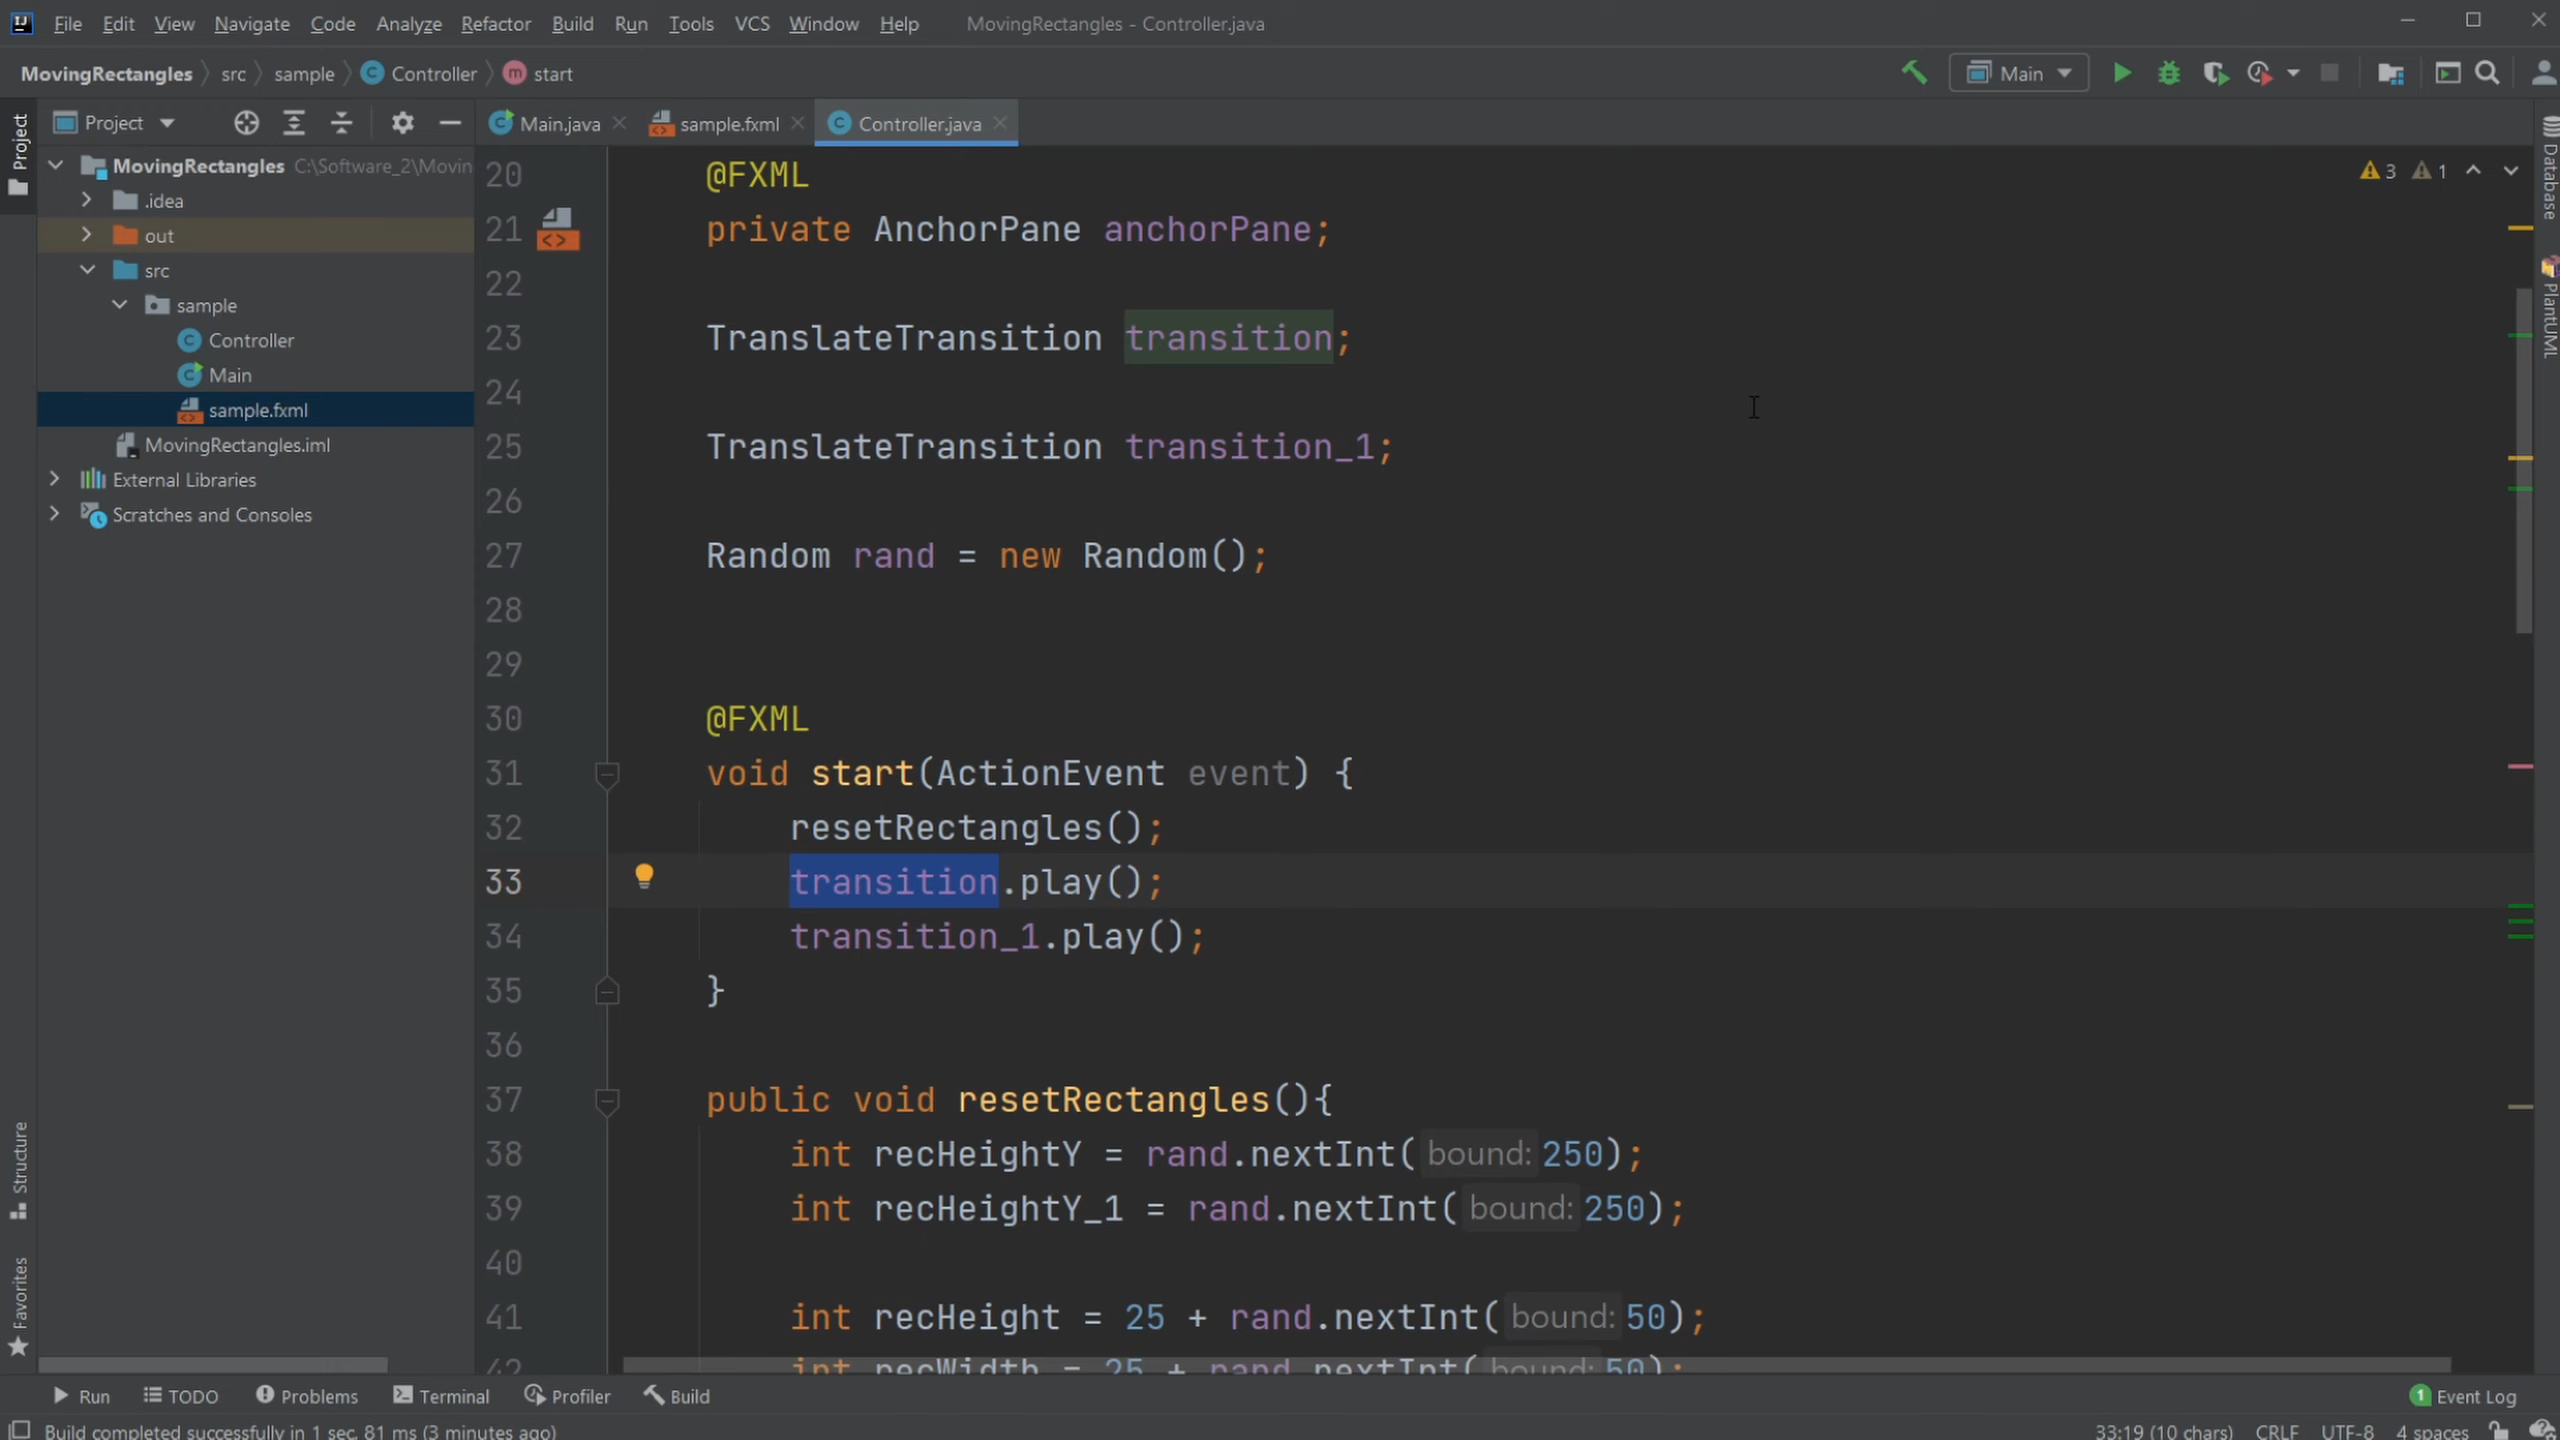 File Edit View Navigate Code Analyze Refactor Build Run Tools VCS Window Help MovingRectangles - Controller.java
MovingRectangles src sample Controller start Main
Project Main.java sample.fxml Controller.java
MovingRectangles C:\Software_2\Movin
.idea
out
src
sample
Controller
Main
sample.fxml
MovingRectangles.iml
External Libraries
Scratches and Consoles
Project
Structure
Favorites
20 @FXML
21 private AnchorPane anchorPane;
22
23 TranslateTransition transition;
24
25 TranslateTransition transition_1;
26
27 Random rand = new Random();
28
29
30 @FXML
31 void start(ActionEvent event) {
32 resetRectangles();
33 transition.play();
34 transition_1.play();
35 }
36
37 public void resetRectangles(){
38 int recHeightY = rand.nextInt( bound: 250);
39 int recHeightY_1 = rand.nextInt( bound: 250);
40
41 int recHeight = 25 + rand.nextInt( bound: 50);
42 int recWidth = 25 + rand.nextInt( bound: 50);
3 1
Database
PlantUML
Run TODO Problems Terminal Profiler Build 1 Event Log
Build completed successfully in 1 sec, 81 ms (3 minutes ago) 33:19 (10 chars) CRLF UTF-8 4 spaces